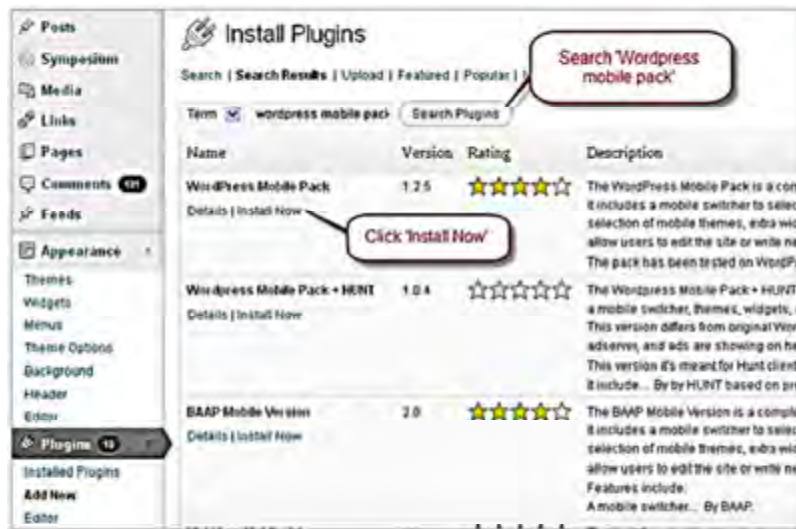 Posts
Symposium
Media
Links
Pages
Comments
Feeds
Appearance
Themes
Widgets
Menus
Theme Options
Background
Header
Editor
Plugins
Installed Plugins
Add New
Editor
Install Plugins
Search | Search Results | Upload | Featured | Popular |
Search 'Wordpress
mobile pack'
Term wordpress mobile pack Search Plugins
Name Version Rating Description
WordPress Mobile Pack 1.2.5
Details | Install Now
Click 'Install Now'
The WordPress Mobile Pack is a com
It includes a mobile switcher to selec
selection of mobile themes, extra wid
allow users to edit the site or write ne
The pack has been tested on WordPr
Wordpress Mobile Pack + HUNT 1.0.4
Details | Install Now
The Wordpress Mobile Pack + HUNT
a mobile switcher, themes, widgets,
This version differs from original Wor
adserver, and ads are showing on he
This version it's meant for Hunt client
It include... By by HUNT based on pr
BAAP Mobile Version 2.0
Details | Install Now
The BAAP Mobile Version is a comple
It includes a mobile switcher to selec
selection of mobile themes, extra wid
allow users to edit the site or write ne
Features include:
A mobile switcher... By BAAP.